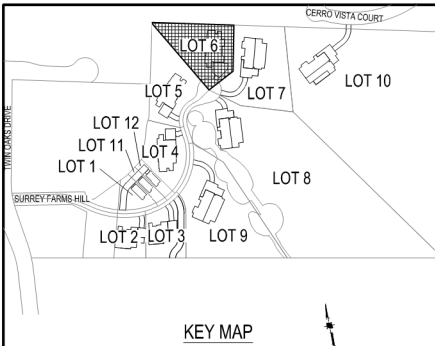 CERRO VISTA COURT
LOT 6
LOT 10
LOT 5
LOT 7
TWIN OAKS DRIVE
LOT 12
LOT 11
LOT 4
LOT 1
LOT 8
SURREY FARMS HILL
LOT 2
LOT 3
LOT 9
KEY MAP